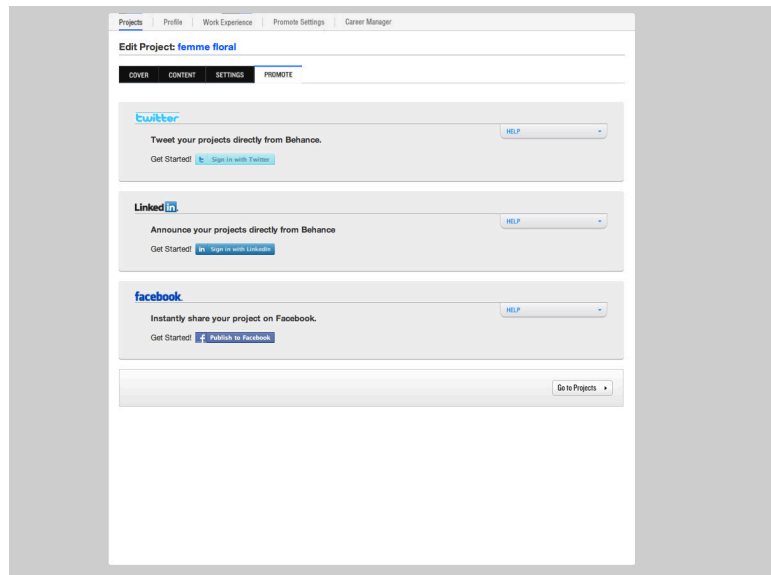 Projects Profile Work Experience Promote Settings Career Manager
Edit Project: femme floral
COVER CONTENT SETTINGS PROMOTE
twitter
HELP
Tweet your projects directly from Behance.
Get Started! t Sign in with Twitter
Linked in.
HELP
Announce your projects directly from Behance
Get Started! in Sign in with LinkedIn
facebook.
HELP
Instantly share your project on Facebook.
Get Started! f Publish to Facebook
Go to Projects